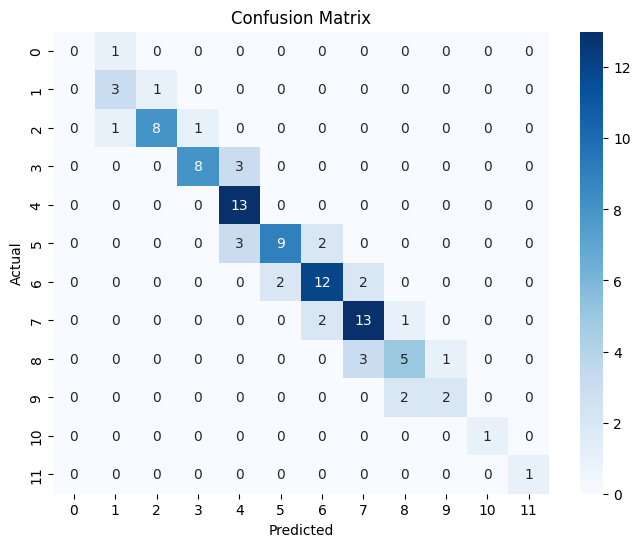 Confusion Matrix
0 0 1 0 0 0 0 0 0 0 0 0 0
1 0 3 1 0 0 0 0 0 0 0 0 0
2 0 1 8 1 0 0 0 0 0 0 0 0
3 0 0 0 8 3 0 0 0 0 0 0 0
4 0 0 0 0 13 0 0 0 0 0 0 0
5 0 0 0 0 3 9 2 0 0 0 0 0
6 0 0 0 0 0 2 12 2 0 0 0 0
7 0 0 0 0 0 0 2 13 1 0 0 0
8 0 0 0 0 0 0 0 3 5 1 0 0
9 0 0 0 0 0 0 0 0 2 2 0 0
10 0 0 0 0 0 0 0 0 0 0 1 0
11 0 0 0 0 0 0 0 0 0 0 0 1
0 1 2 3 4 5 6 7 8 9 10 11
Predicted
Actual
12
10
8
6
4
2
0